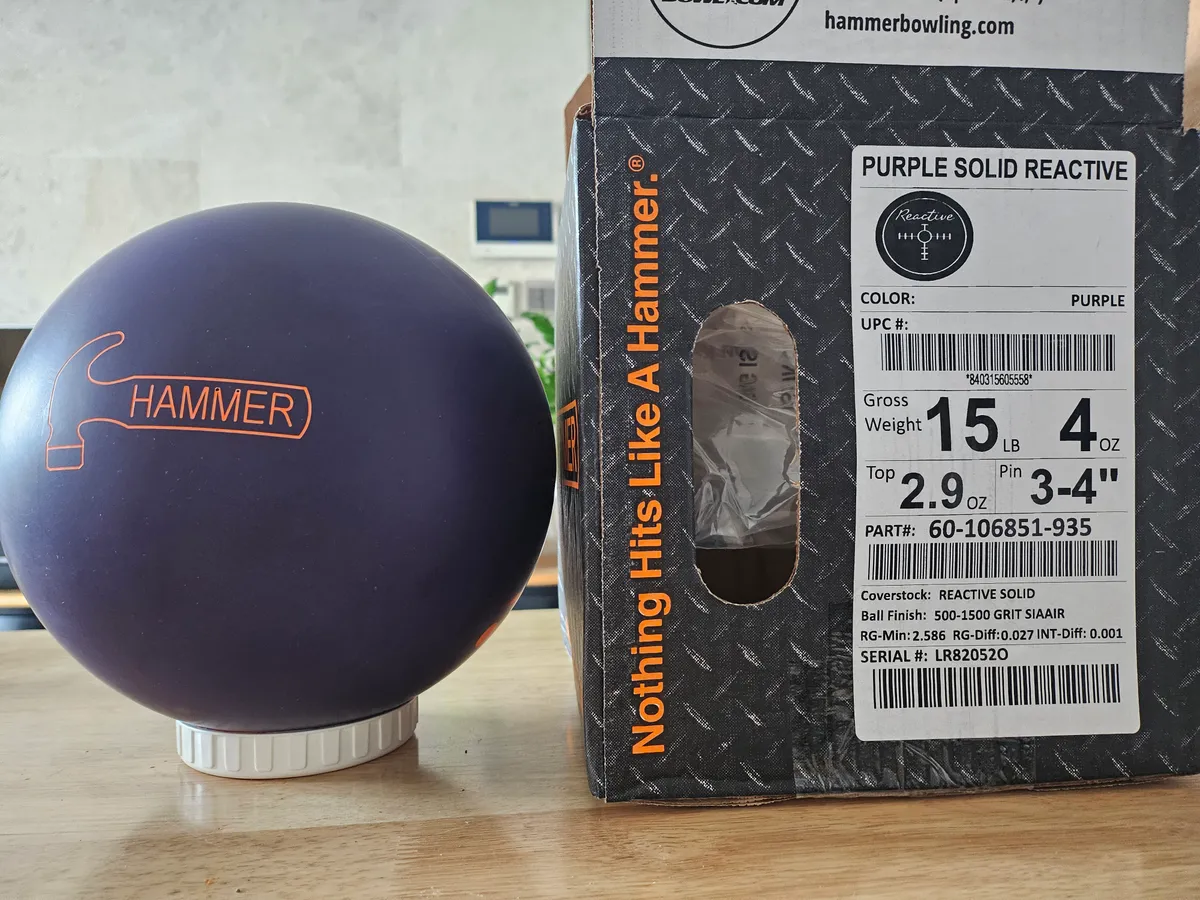 HAMMER
BOWL.COM
hammerbowling.com
Nothing Hits Like A Hammer.®
PURPLE SOLID REACTIVE
Reactive
COLOR: PURPLE
UPC #:
*840315605558*
Gross Weight 15 LB 4 OZ
Top 2.9 OZ Pin 3-4"
PART#: 60-106851-935
Coverstock: REACTIVE SOLID
Ball Finish: 500-1500 GRIT SIAAIR
RG-Min: 2.586 RG-Diff: 0.027 INT-Diff: 0.001
SERIAL #: LR82052O